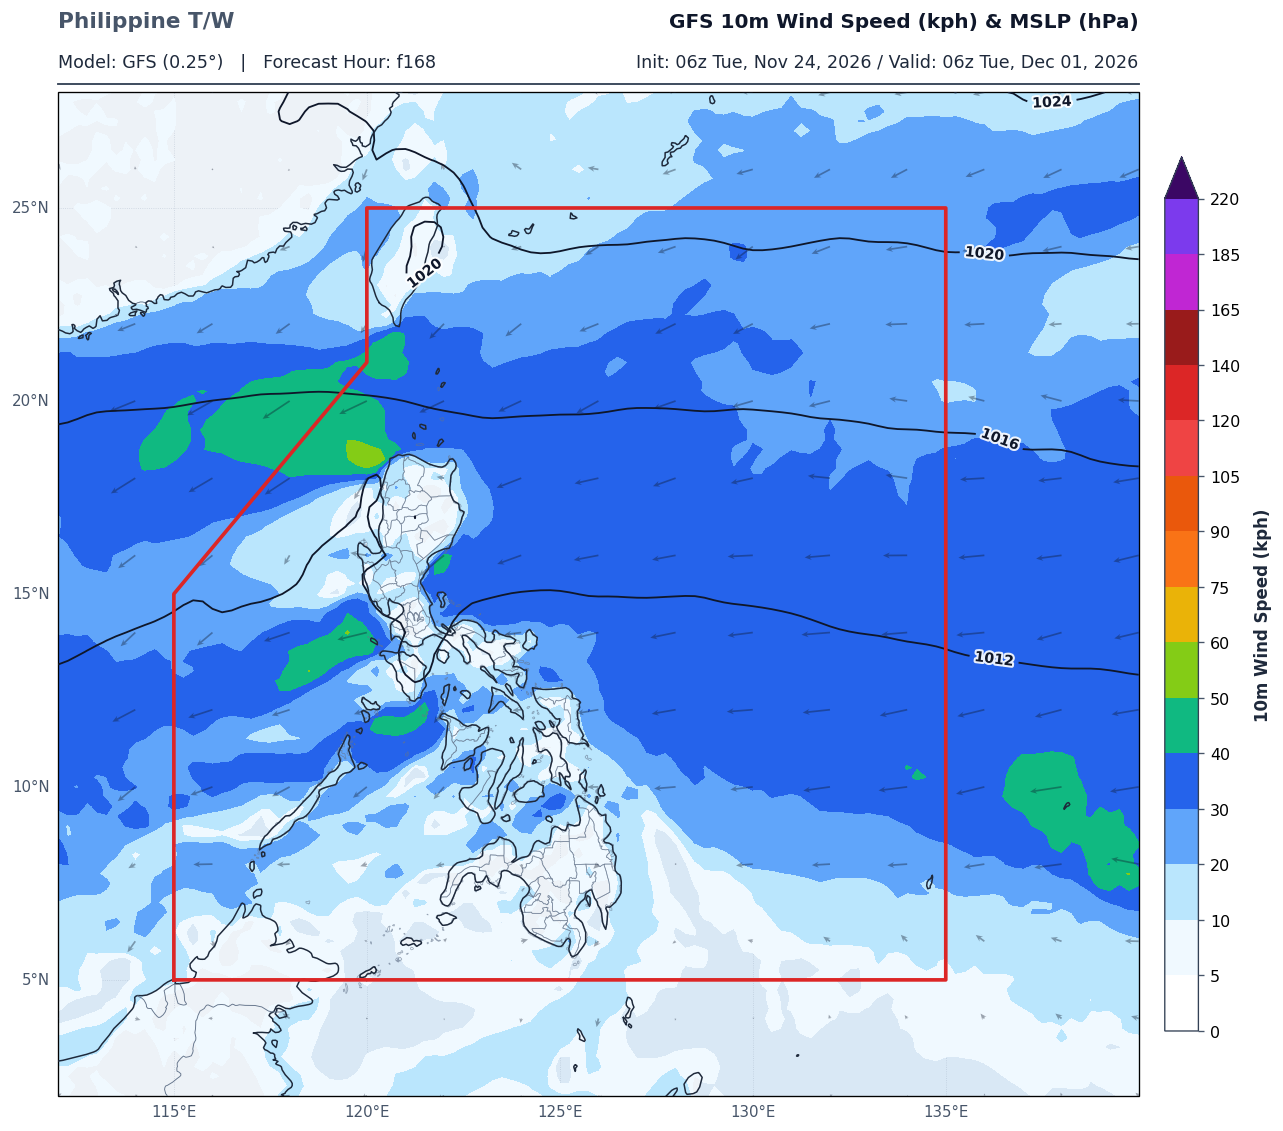 Philippine T/W
GFS 10m Wind Speed (kph) & MSLP (hPa)
Model: GFS (0.25°) | Forecast Hour: f168
Init: 06z Tue, Nov 24, 2026 / Valid: 06z Tue, Dec 01, 2026
1024
1020
1020
1016
1012
25°N
20°N
15°N
10°N
5°N
115°E
120°E
125°E
130°E
135°E
220
185
165
140
120
105
90
75
60
50
40
30
20
10
5
0
10m Wind Speed (kph)